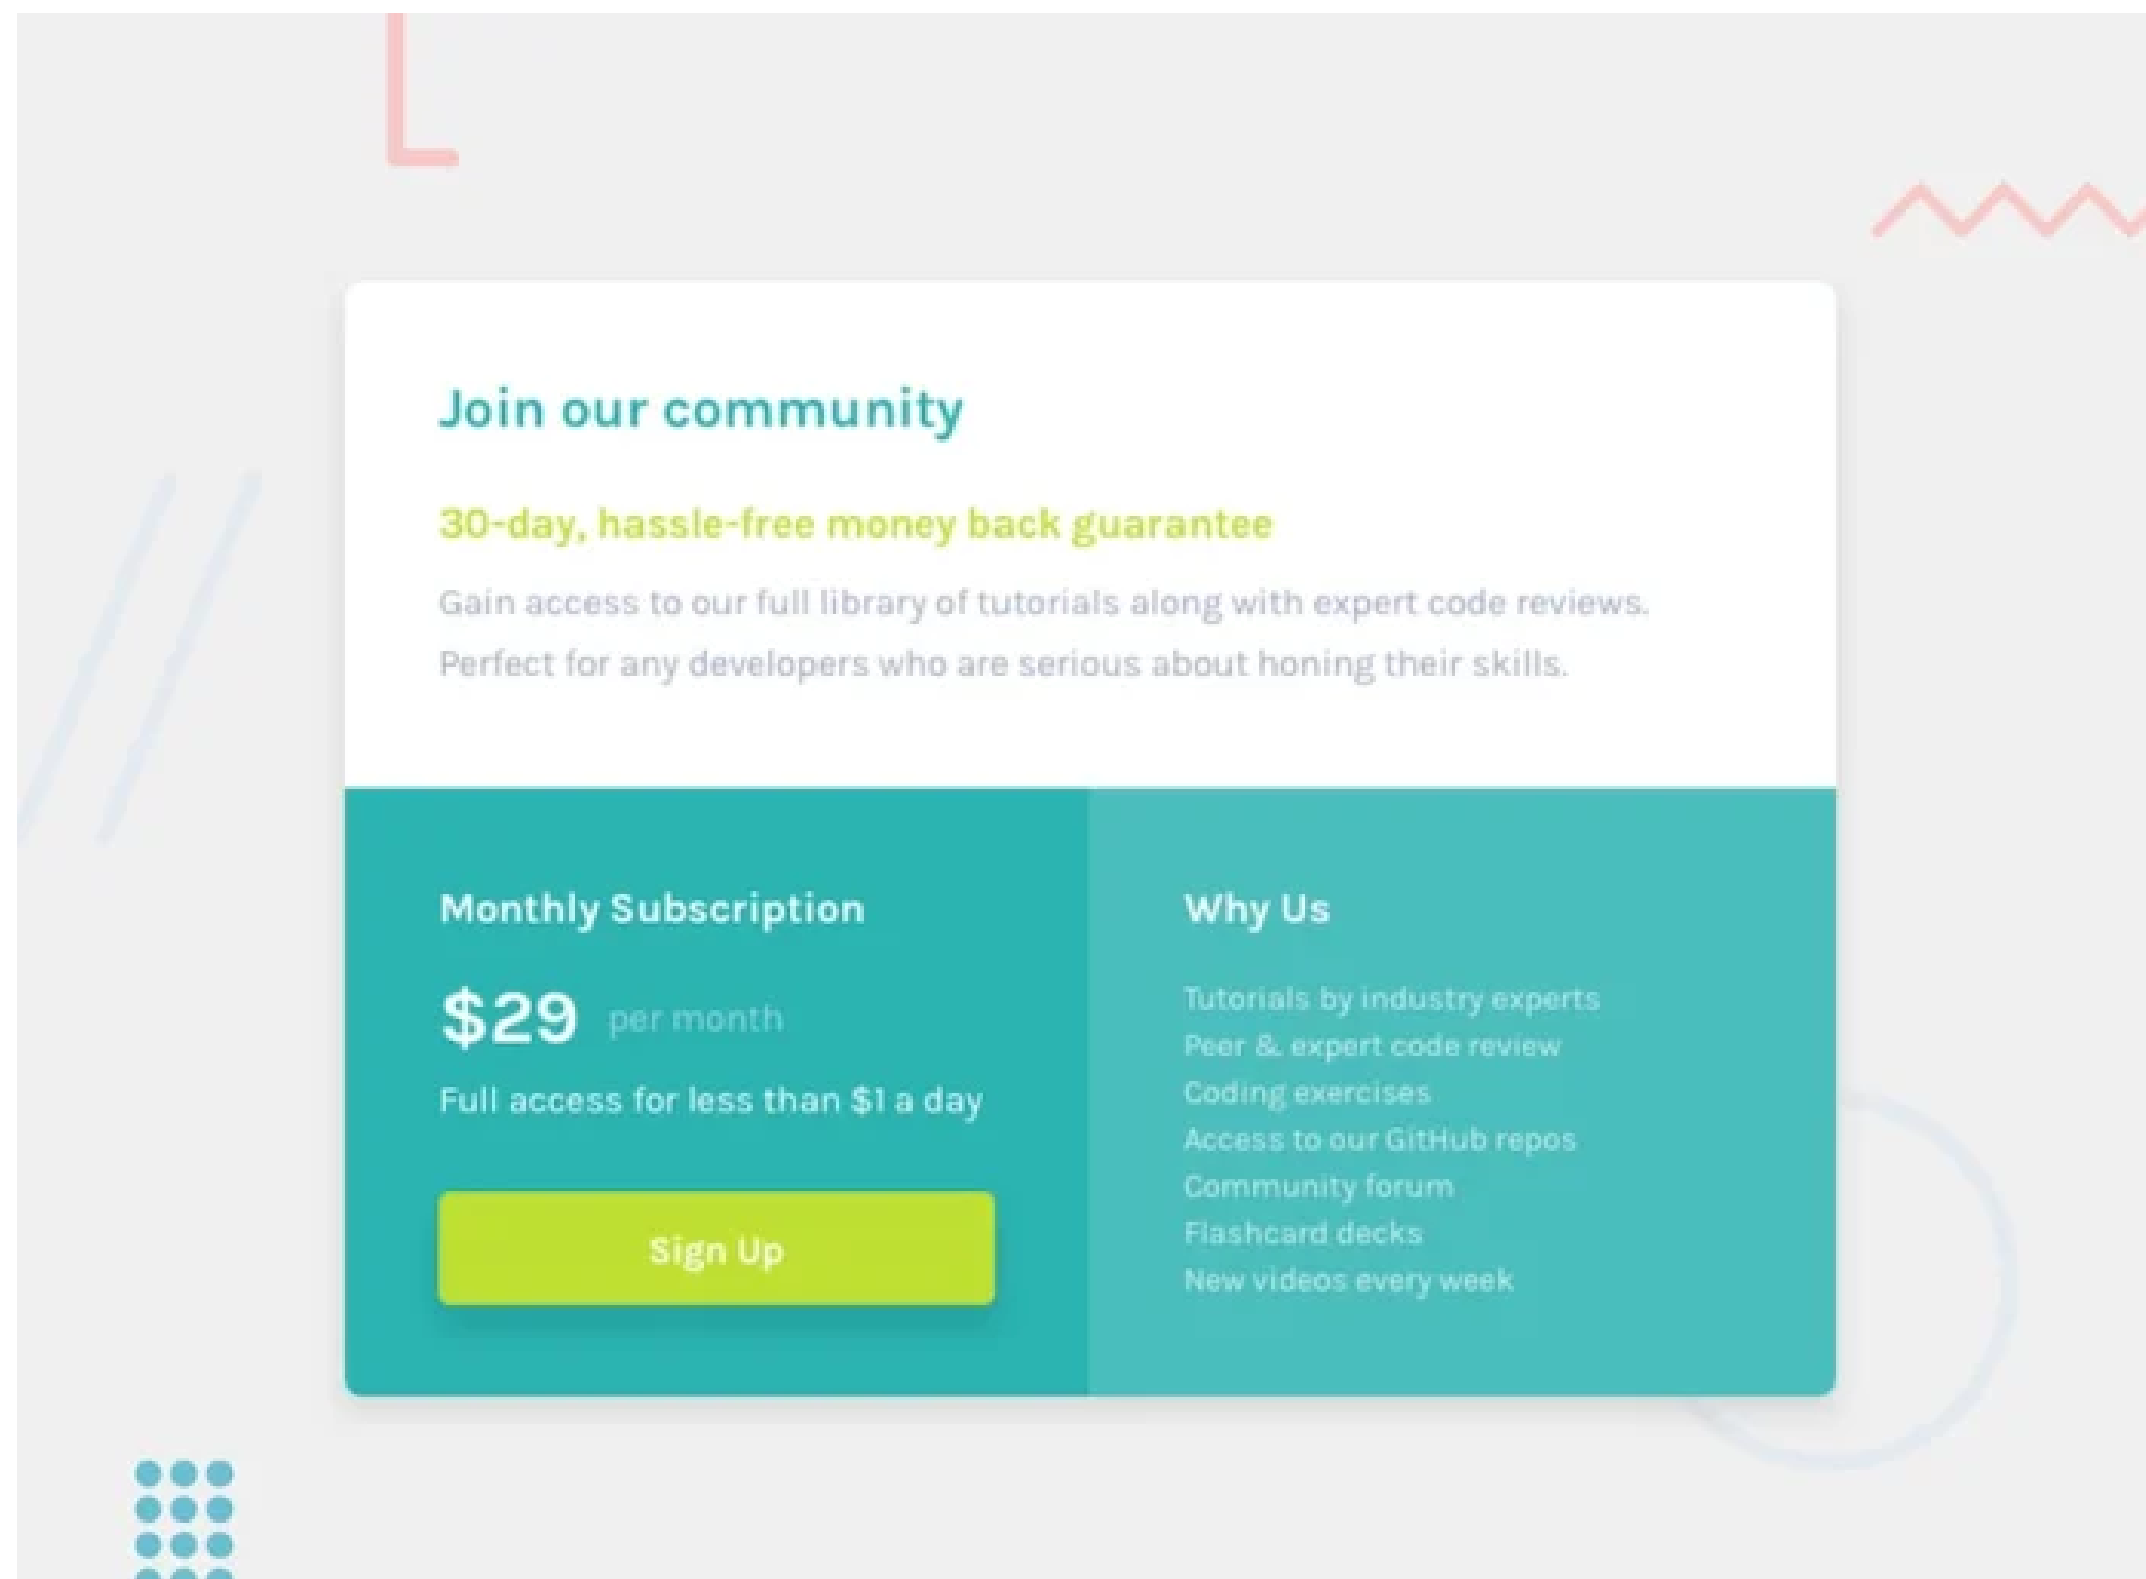 Join our community
30-day, hassle-free money back guarantee
Gain access to our full library of tutorials along with expert code reviews.
Perfect for any developers who are serious about honing their skills.
Monthly Subscription
$29 per month
Full access for less than $1 a day
Sign Up
Why Us
Tutorials by industry experts
Peer & expert code review
Coding exercises
Access to our GitHub repos
Community forum
Flashcard decks
New videos every week